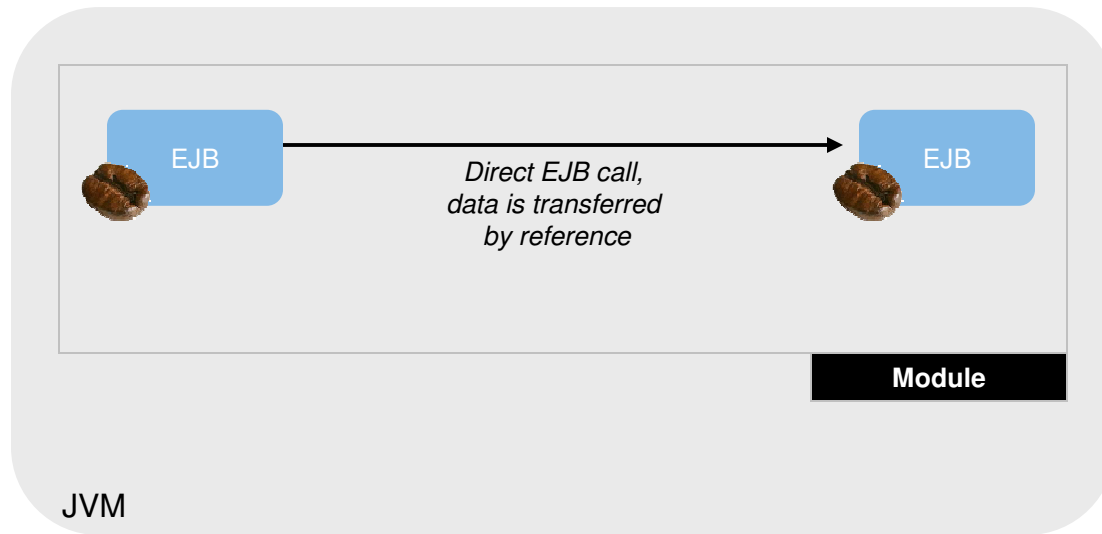 EJB
EJB
Direct EJB call,
data is transferred
by reference
Module
JVM